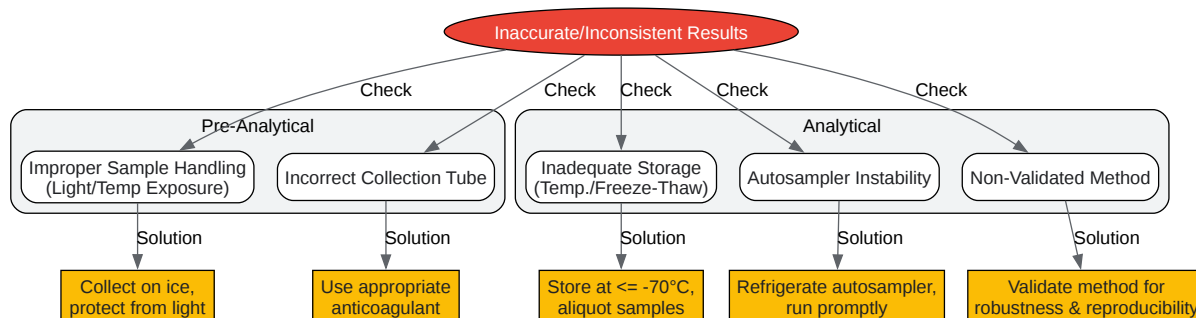 Inaccurate/Inconsistent Results
Check
Check
Check
Check
Check
Pre-Analytical
Analytical
Improper Sample Handling
(Light/Temp Exposure)
Incorrect Collection Tube
Inadequate Storage
(Temp./Freeze-Thaw)
Autosampler Instability
Non-Validated Method
Solution
Solution
Solution
Solution
Solution
Collect on ice,
protect from light
Use appropriate
anticoagulant
Store at <= -70°C,
aliquot samples
Refrigerate autosampler,
run promptly
Validate method for
robustness & reproducibility